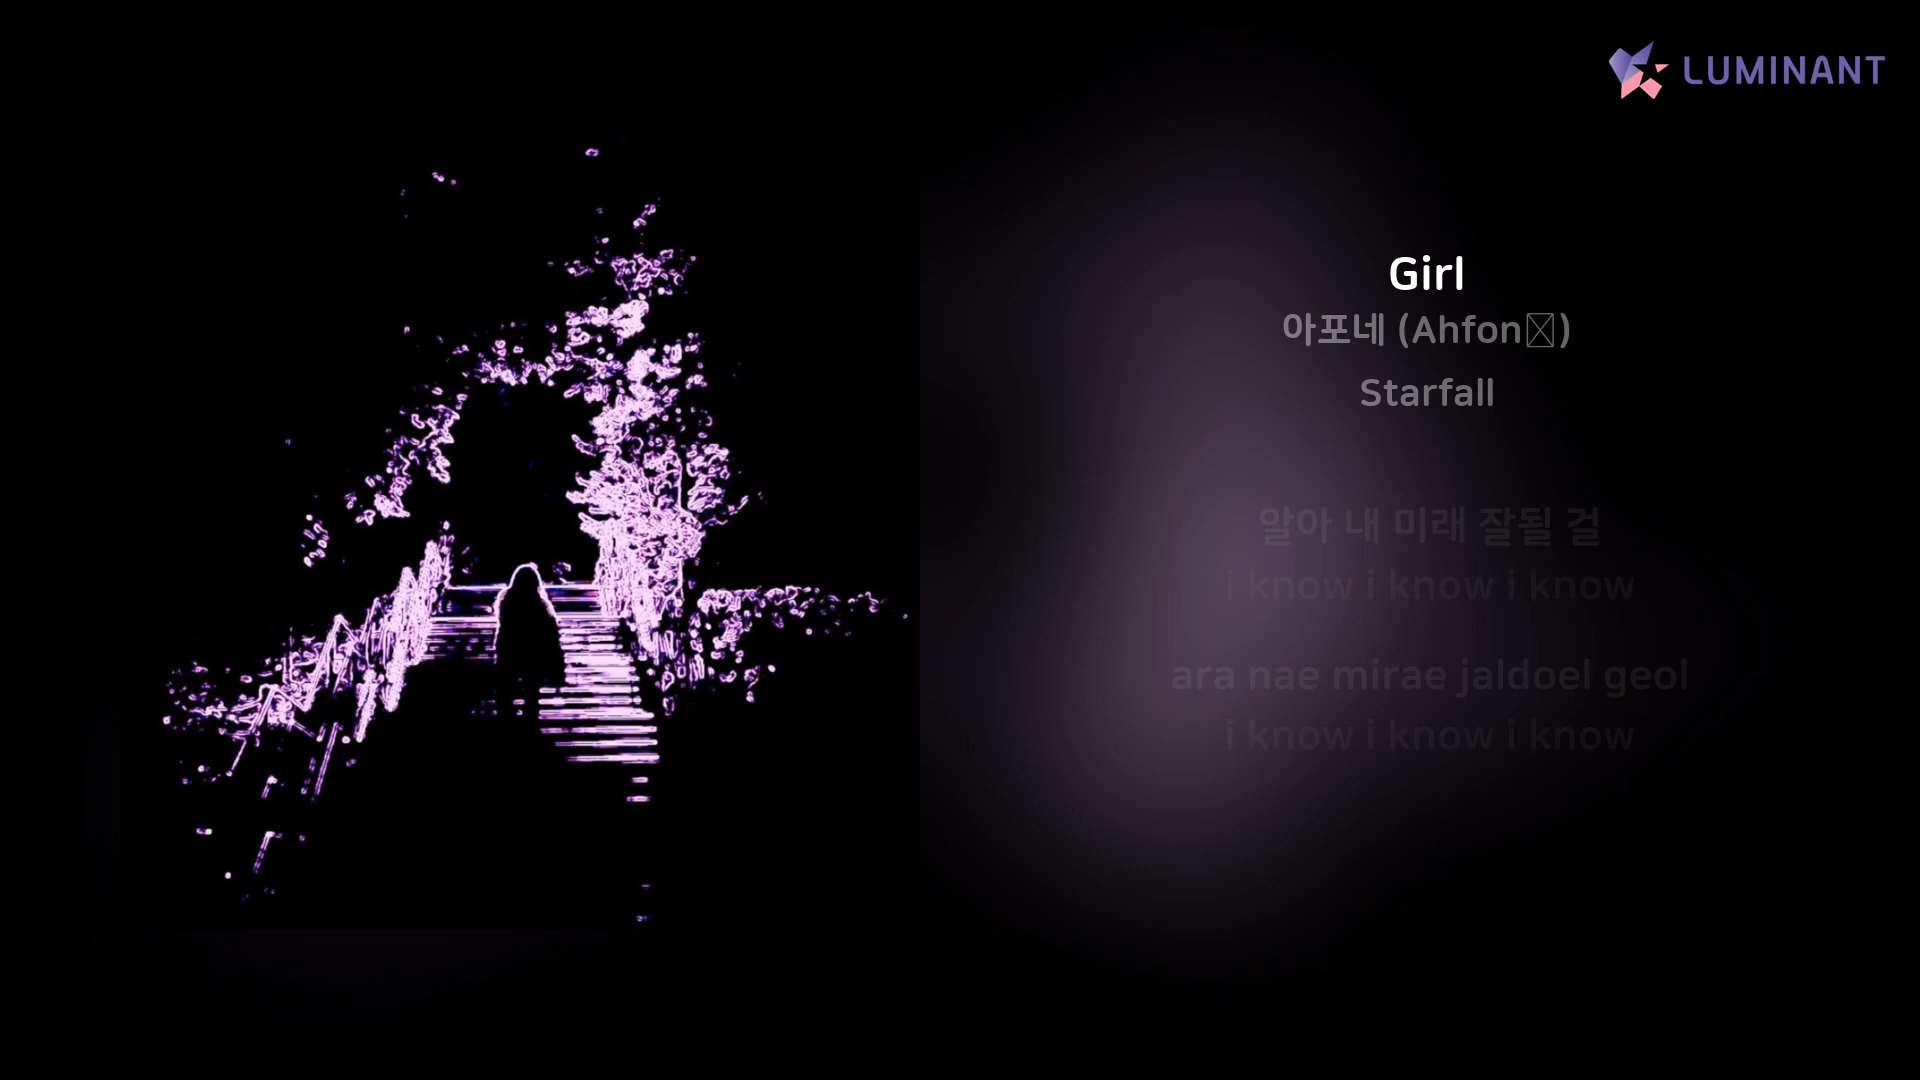 LUMINANT
Girl
아포네 (Ahfon☒)
Starfall
알아 내 미래 잘될 걸
i know i know i know
ara nae mirae jaldoel geol
i know i know i know